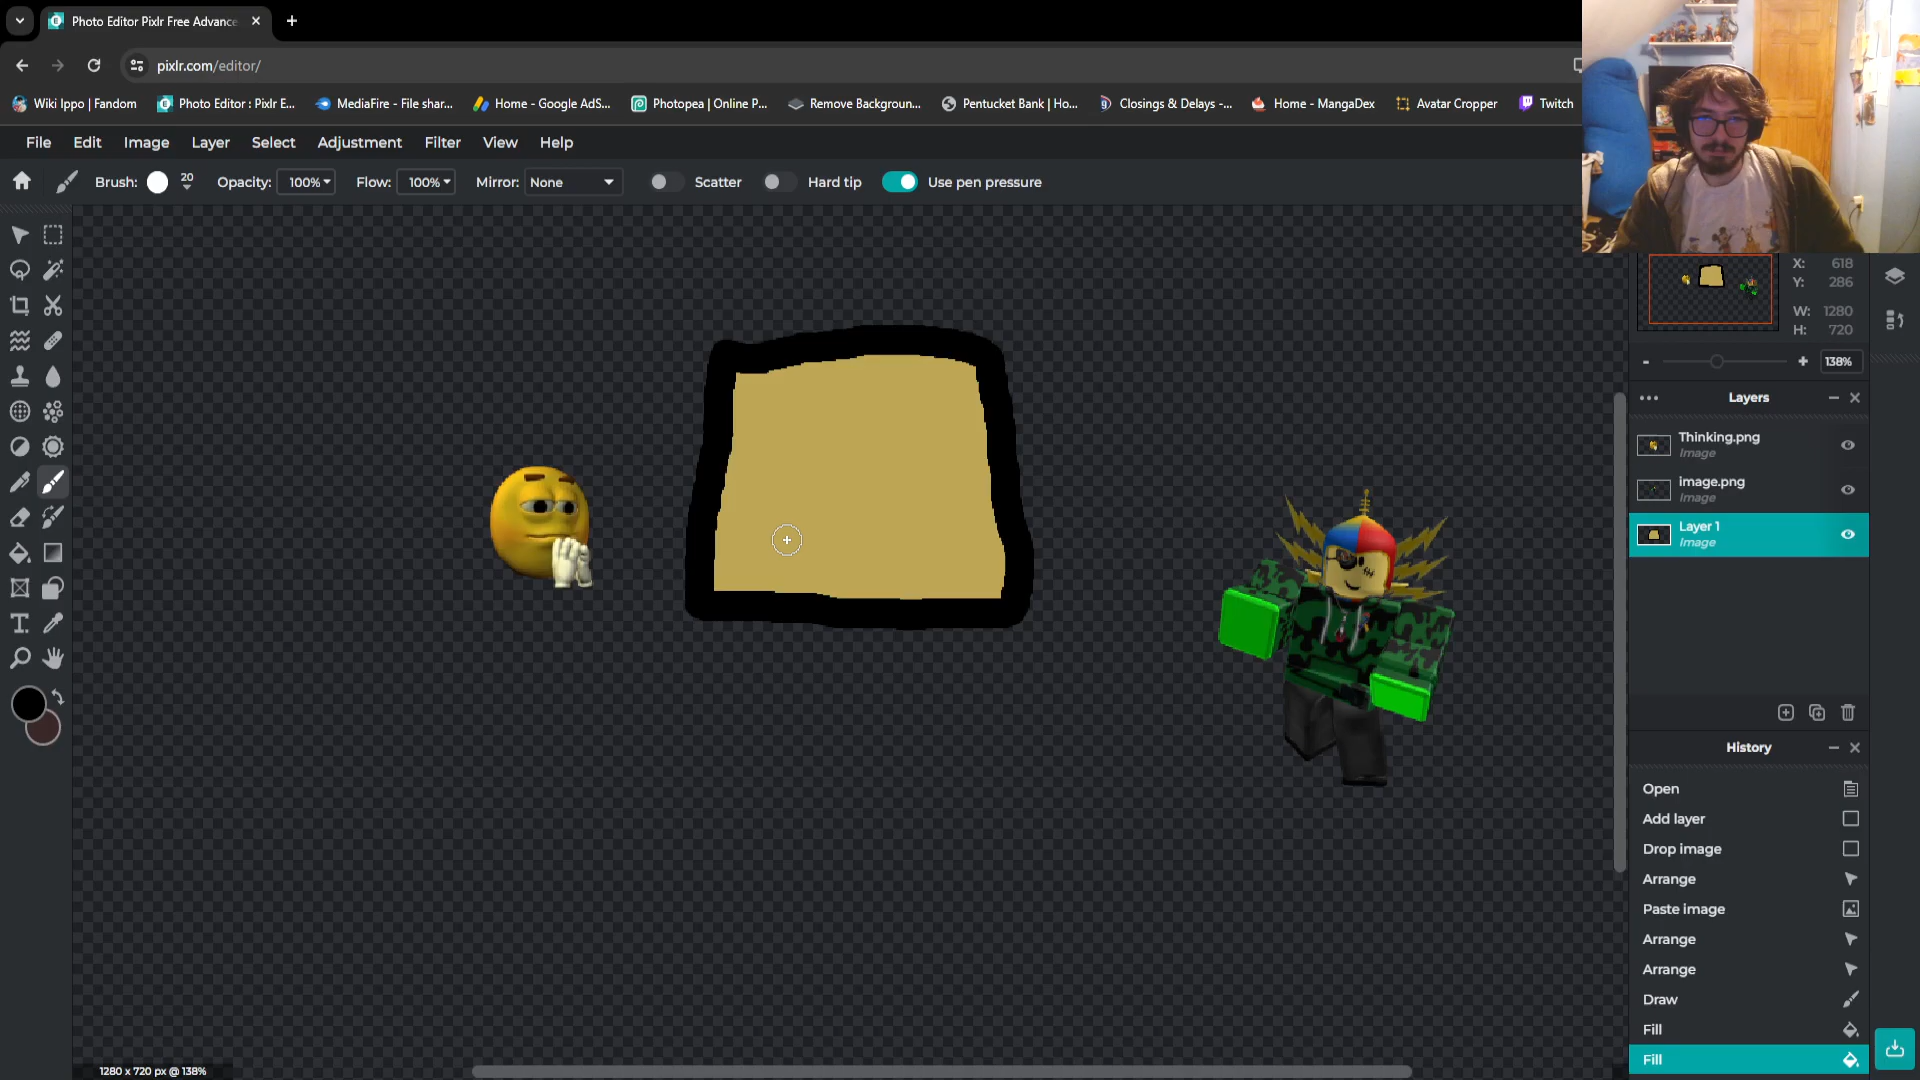 Photo Editor Pixlr Free Advance
pixlr.com/editor/
Wiki Ippo | Fandom
Photo Editor : Pixlr E...
MediaFire - File shar...
Home - Google AdS...
Photopea | Online P...
Remove Backgroun...
Pentucket Bank | Ho...
Closings & Delays -...
Home - MangaDex
Avatar Cropper
Twitch
File
Edit
Image
Layer
Select
Adjustment
Filter
View
Help
Brush:
20
Opacity:
100%
Flow:
100%
Mirror:
None
Scatter
Hard tip
Use pen pressure
X: 618
Y: 286
W: 1280
H: 720
138%
Layers
Thinking.png
Image
image.png
Image
Layer 1
Image
History
Open
Add layer
Drop image
Arrange
Paste image
Arrange
Arrange
Draw
Fill
Fill
1280 x 720 px @ 138%